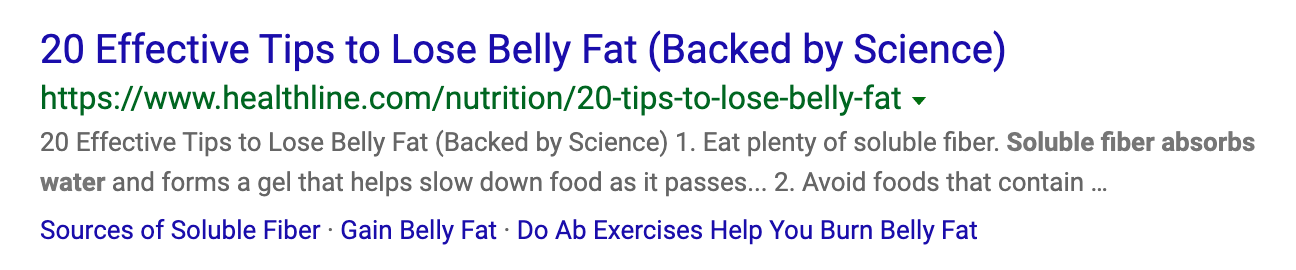 20 Effective Tips to Lose Belly Fat (Backed by Science)
https://www.healthline.com/nutrition/20-tips-to-lose-belly-fat
20 Effective Tips to Lose Belly Fat (Backed by Science) 1. Eat plenty of soluble fiber. Soluble fiber absorbs
water and forms a gel that helps slow down food as it passes... 2. Avoid foods that contain ...
Sources of Soluble Fiber · Gain Belly Fat · Do Ab Exercises Help You Burn Belly Fat